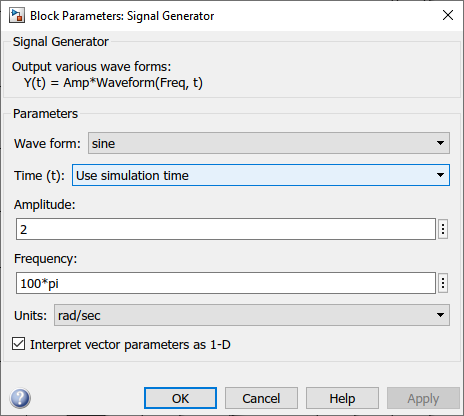 Block Parameters: Signal Generator
Signal Generator
Output various wave forms:
Y(t) = Amp*Waveform(Freq, t)
Parameters
Wave form: sine
Time (t): Use simulation time
Amplitude:
2
Frequency:
100*pi
Units: rad/sec
Interpret vector parameters as 1-D
OK Cancel Help Apply